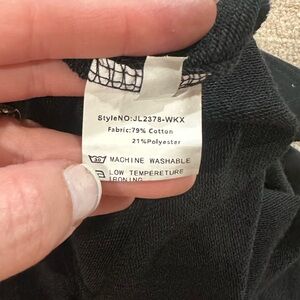 StyleNO:JL2378-WKX
Fabric:79% Cotton
21%Polyester
MACHINE WASHABLE
LOW TEMPERETURE
IRONING